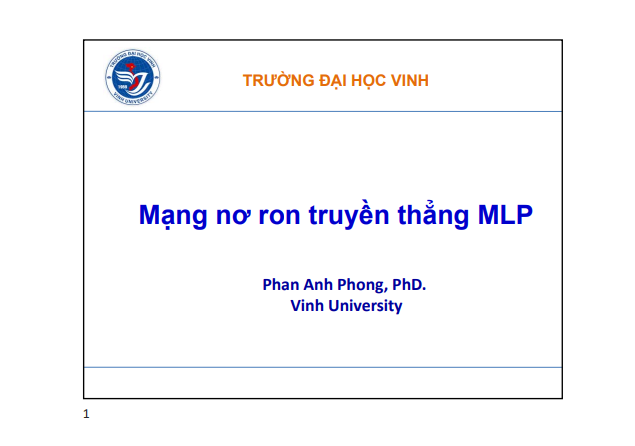 TRƯỜNG ĐẠI HỌC VINH
1959
VINH UNIVERSITY
TRƯỜNG ĐẠI HỌC VINH
Mạng nơ ron truyền thẳng MLP
Phan Anh Phong, PhD.
Vinh University
1